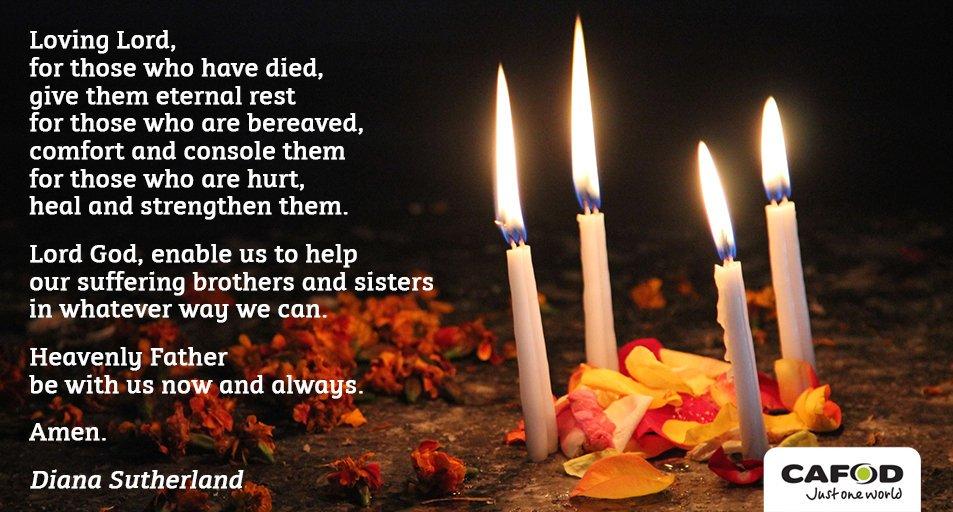 Loving Lord,
for those who have died,
give them eternal rest
for those who are bereaved,
comfort and console them
for those who are hurt,
heal and strengthen them.
Lord God, enable us to help
our suffering brothers and sisters
in whatever way we can.
Heavenly Father
be with us now and always.
Amen.
Diana Sutherland
CAFOD
Just one world